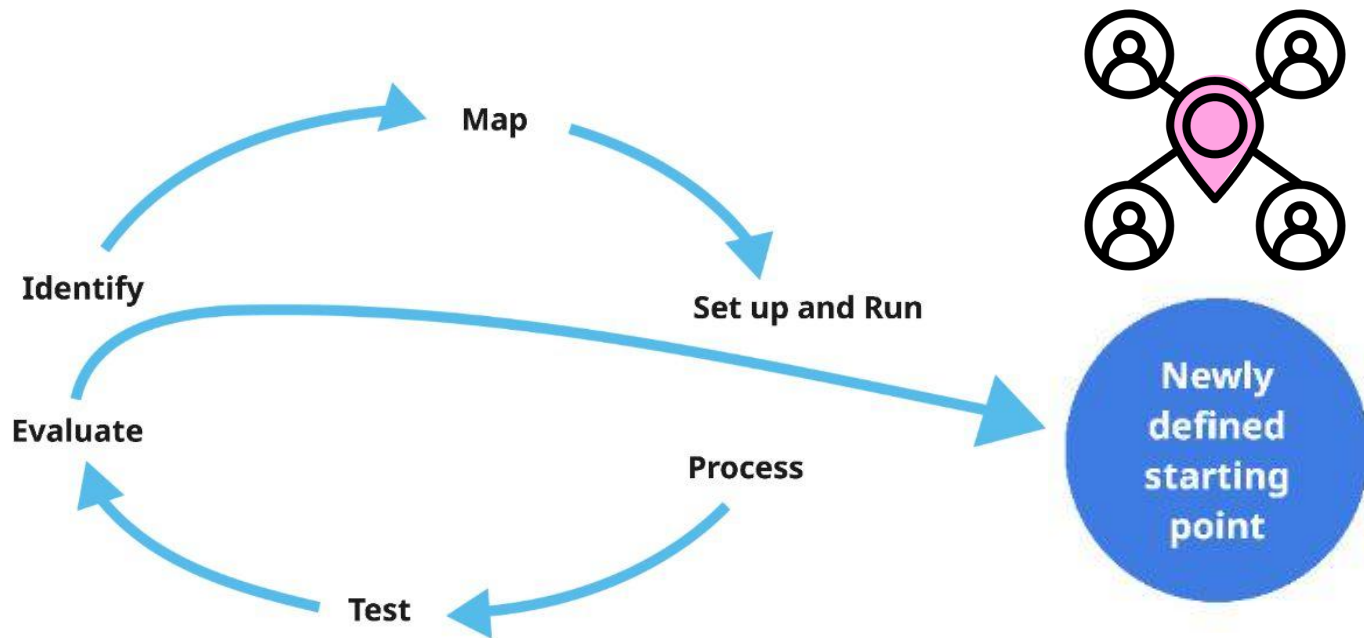 Map
Identify
Set up and Run
Newly
defined
starting
point
Evaluate
Process
Test